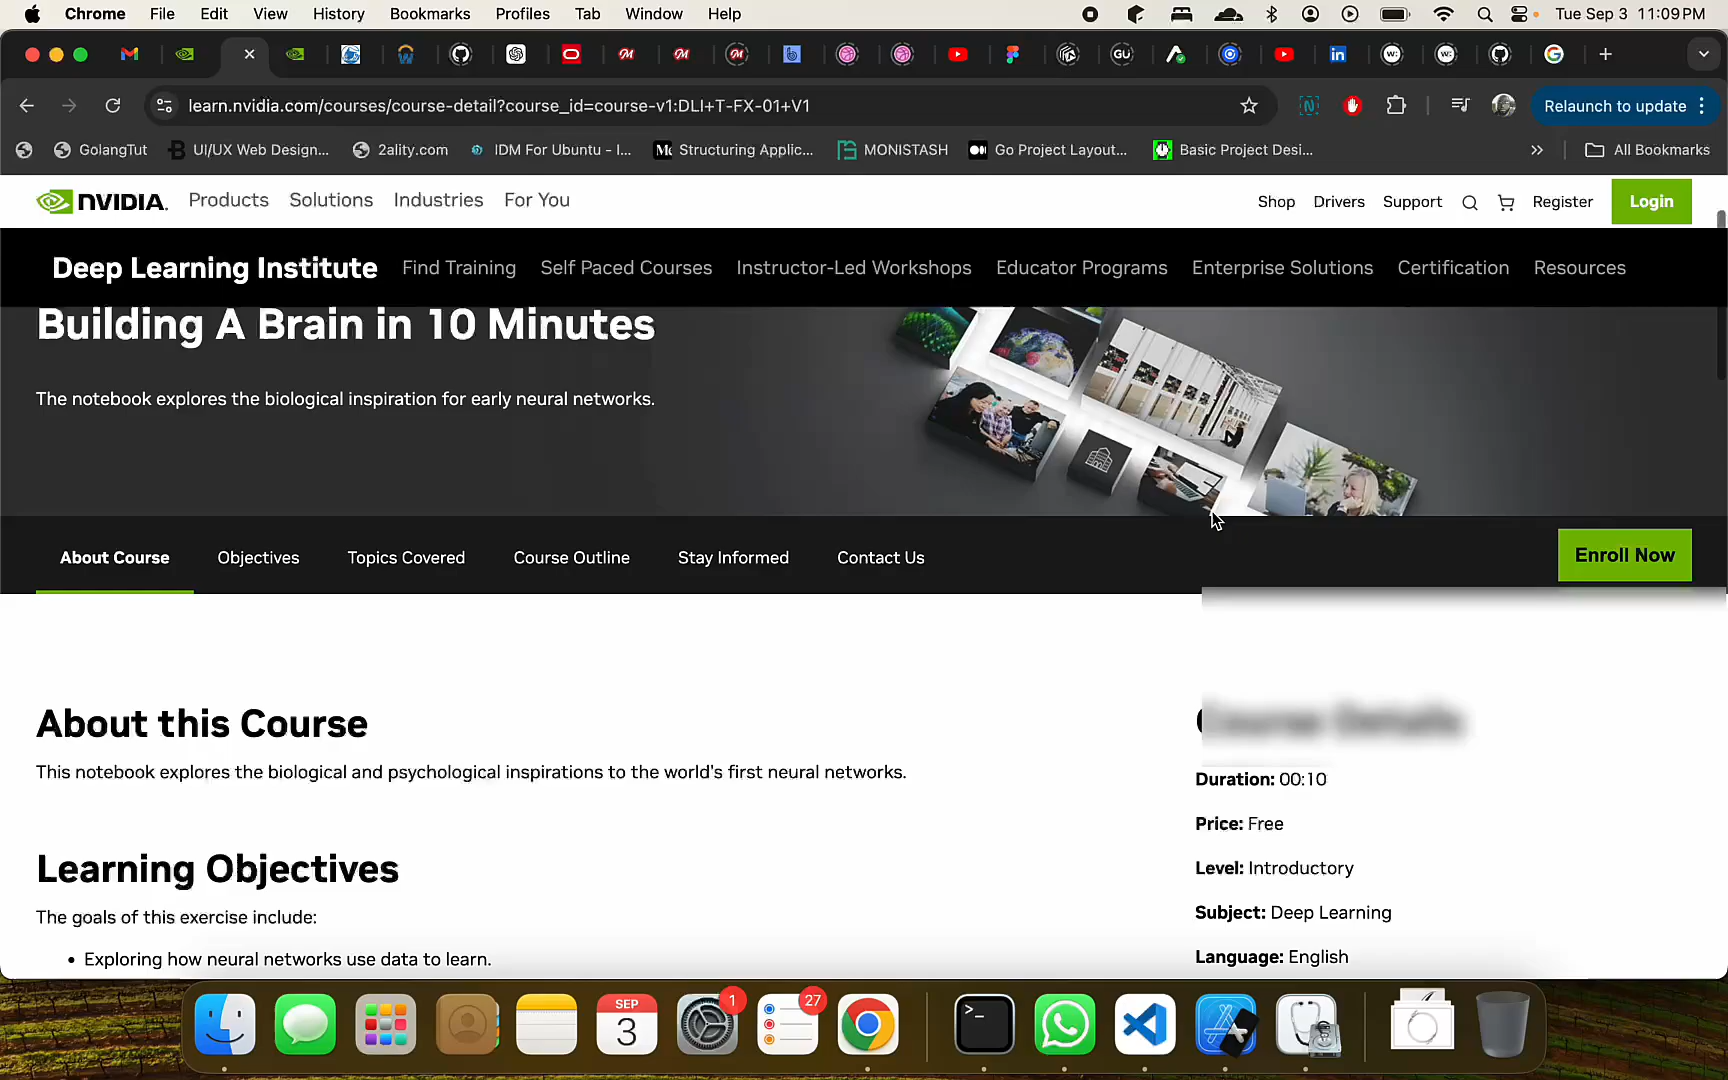 Chrome File Edit View History Bookmarks Profiles Tab Window Help Tue Sep 3 11:09 PM
learn.nvidia.com/courses/course-detail?course_id=course-v1:DLI+T-FX-01+V1 Relaunch to update
GolangTut UI/UX Web Design... 2ality.com IDM For Ubuntu - I... Structuring Applic... MONISTASH Go Project Layout... Basic Project Desi... » All Bookmarks
NVIDIA. Products Solutions Industries For You Shop Drivers Support Register Login
Deep Learning Institute Find Training Self Paced Courses Instructor-Led Workshops Educator Programs Enterprise Solutions Certification Resources
Building A Brain in 10 Minutes
The notebook explores the biological inspiration for early neural networks.
About Course Objectives Topics Covered Course Outline Stay Informed Contact Us Enroll Now
About this Course
Course Details
This notebook explores the biological and psychological inspirations to the world's first neural networks.
Duration: 00:10
Price: Free
Learning Objectives
Level: Introductory
The goals of this exercise include:
Subject: Deep Learning
• Exploring how neural networks use data to learn.
Language: English
SEP
3
1
27